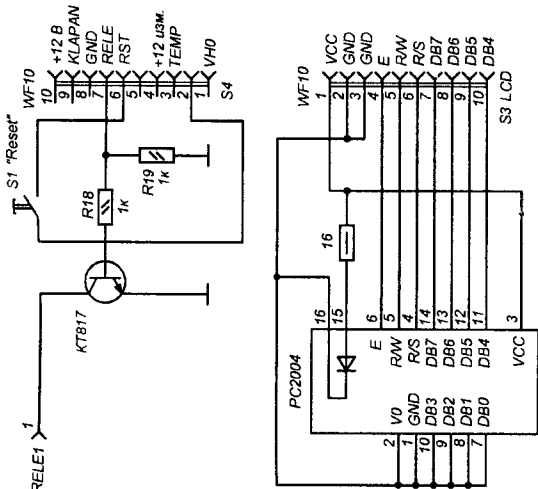 WF10
10 +12 В
9 KLAPAN
8 GND
7 RELE
6 RST
5
4 +12 изм.
3 TEMP
2
1 VH0
S4
S1 "Reset"
R18
1к
R19
1к
KT817
RELE1
1
WF10
1 VCC
2 GND
3 GND
4 E
5 R/W
6 R/S
7 DB7
8 DB6
9 DB5
10 DB4
S3 LCD
16
PC2004
16
15
6 E
5 R/W
4 R/S
14 DB7
13 DB6
12 DB5
11 DB4
3 VCC
2 V0
1 GND
10 DB3
9 DB2
8 DB1
7 DB0